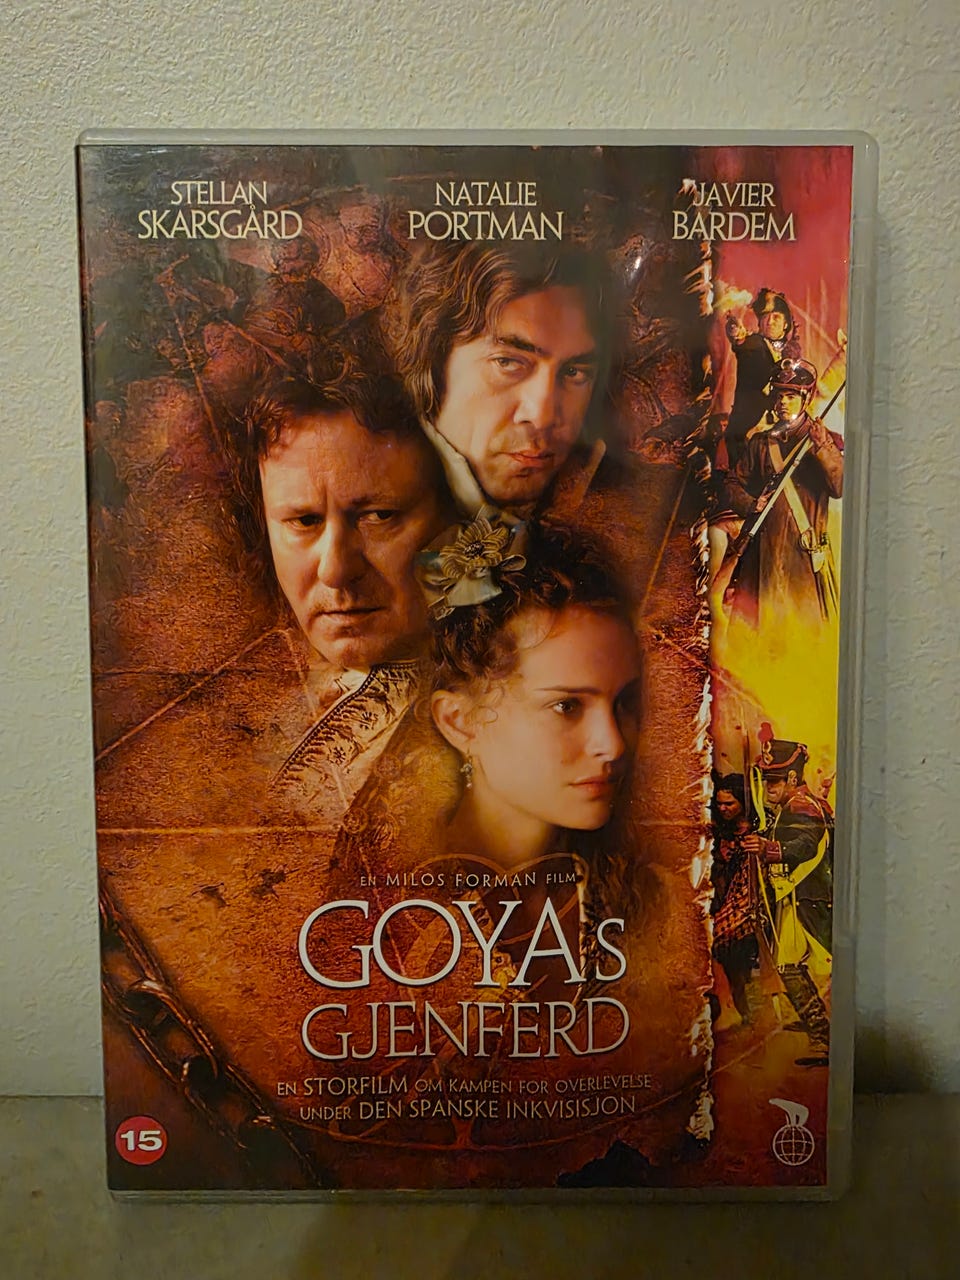 STELLAN
SKARSGÅRD
NATALIE
PORTMAN
JAVIER
BARDEM
EN MILOS FORMAN FILM
GOYAS
GJENFERD
EN STORFILM OM KAMPEN FOR OVERLEVELSE
UNDER DEN SPANSKE INKVISISJON
15